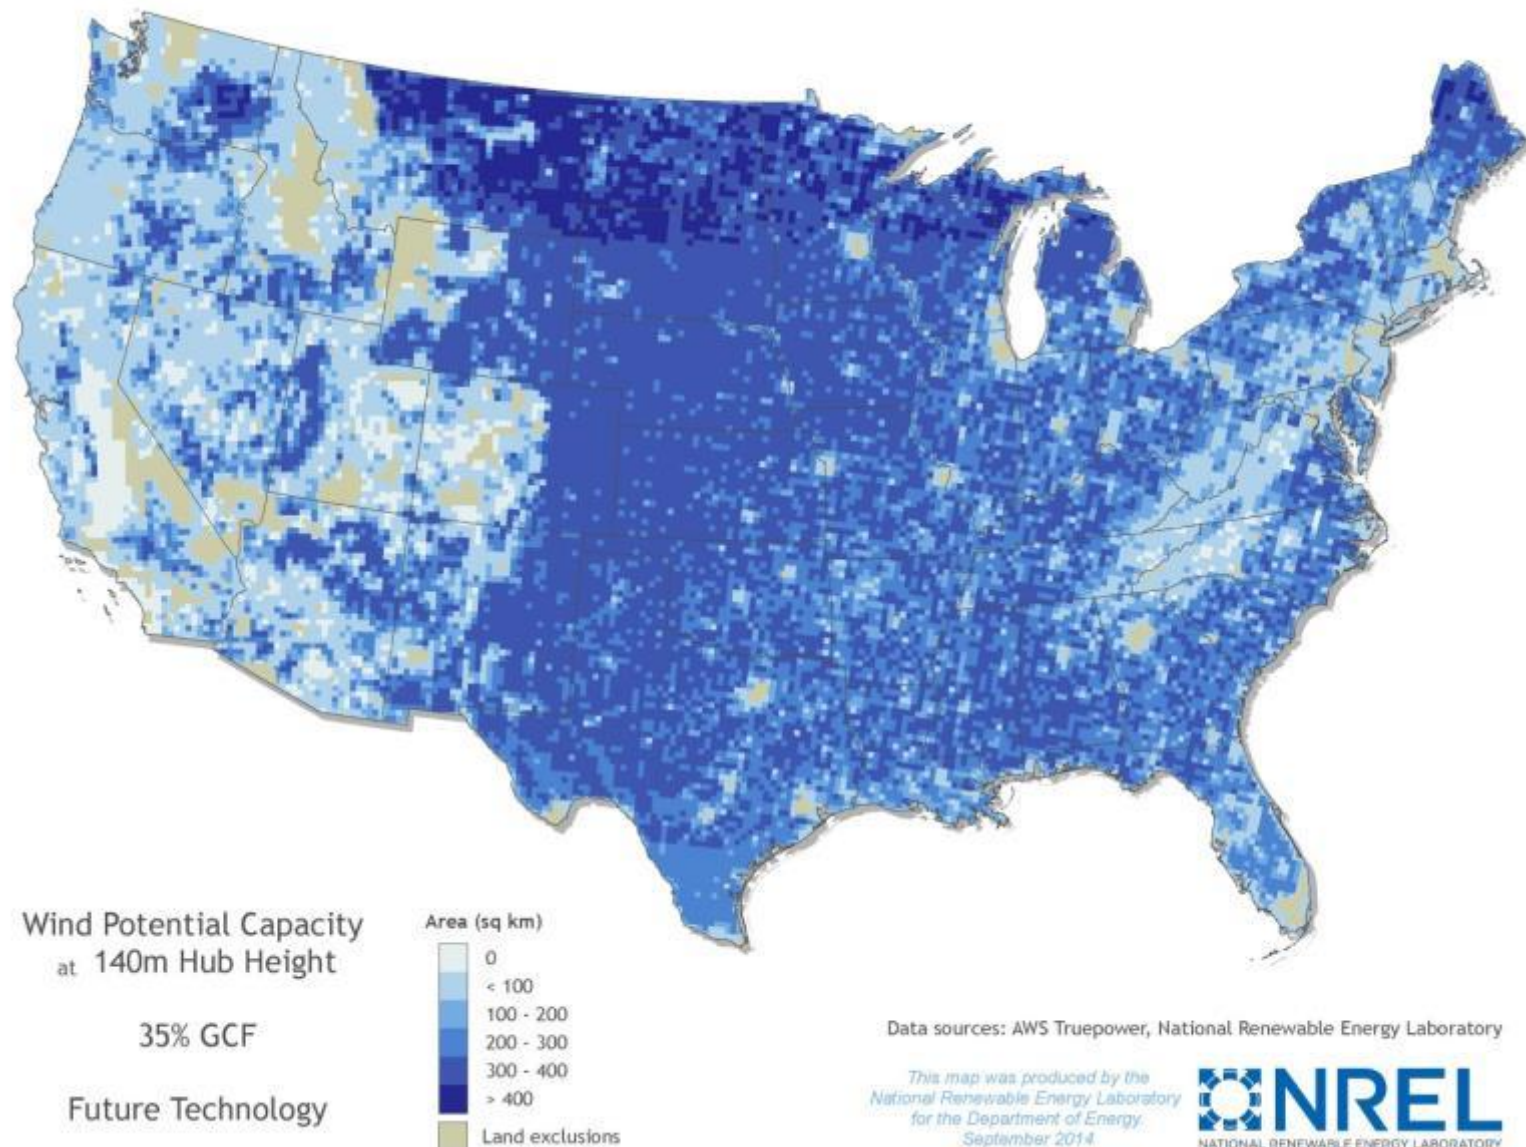 Wind Potential Capacity
at 140m Hub Height
35% GCF
Future Technology
Area (sq km)
0
< 100
100 - 200
200 - 300
300 - 400
> 400
Land exclusions
Data sources: AWS Truepower, National Renewable Energy Laboratory
This map was produced by the
National Renewable Energy Laboratory
for the Department of Energy.
September 2014
NREL
NATIONAL RENEWABLE ENERGY LABORATORY